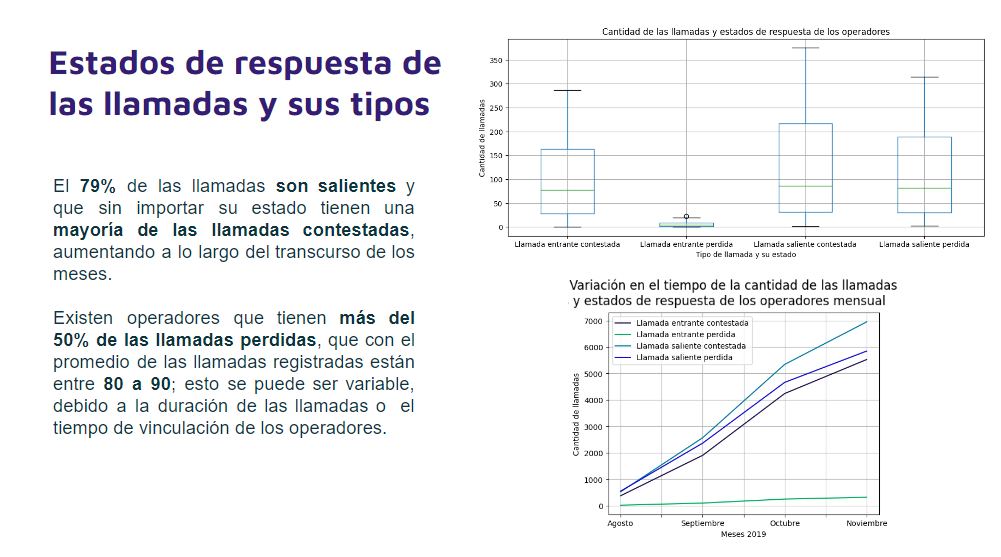 Estados de respuesta de
las llamadas y sus tipos
El 79% de las llamadas son salientes y
que sin importar su estado tienen una
mayoría de las llamadas contestadas,
aumentando a lo largo del transcurso de los
meses.
Existen operadores que tienen más del
50% de las llamadas perdidas, que con el
promedio de las llamadas registradas están
entre 80 a 90; esto se puede ser variable,
debido a la duración de las llamadas o el
tiempo de vinculación de los operadores.
Cantidad de las llamadas y estados de respuesta de los operadores
Cantidad de llamadas
350
300
250
200
150
100
50
0
Llamada entrante contestada
Llamada entrante perdida
Llamada saliente contestada
Llamada saliente perdida
Tipo de llamada y su estado
Variación en el tiempo de la cantidad de las llamadas
y estados de respuesta de los operadores mensual
Cantidad de llamadas
7000
6000
5000
4000
3000
2000
1000
0
Llamada entrante contestada
Llamada entrante perdida
Llamada saliente contestada
Llamada saliente perdida
Agosto
Septiembre
Octubre
Noviembre
Meses 2019